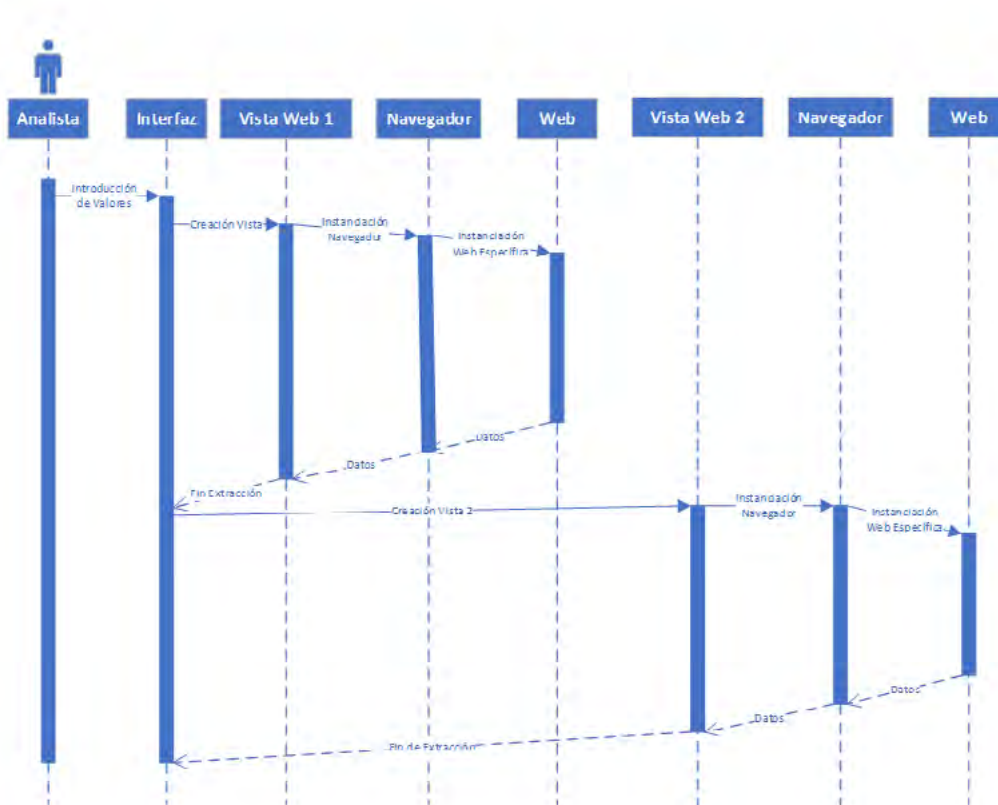 Analista
Interfaz
Vista Web 1
Navegador
Web
Vista Web 2
Navegador
Web
Introducción
de Valores
Creación Vista
Instanciación
Navegador
Instanciación
Web Específica
Datos
Datos
Fin Extracción
Creación Vista 2
Instanciación
Navegador
Instanciación
Web Específica
Datos
Datos
Fin de Extracción